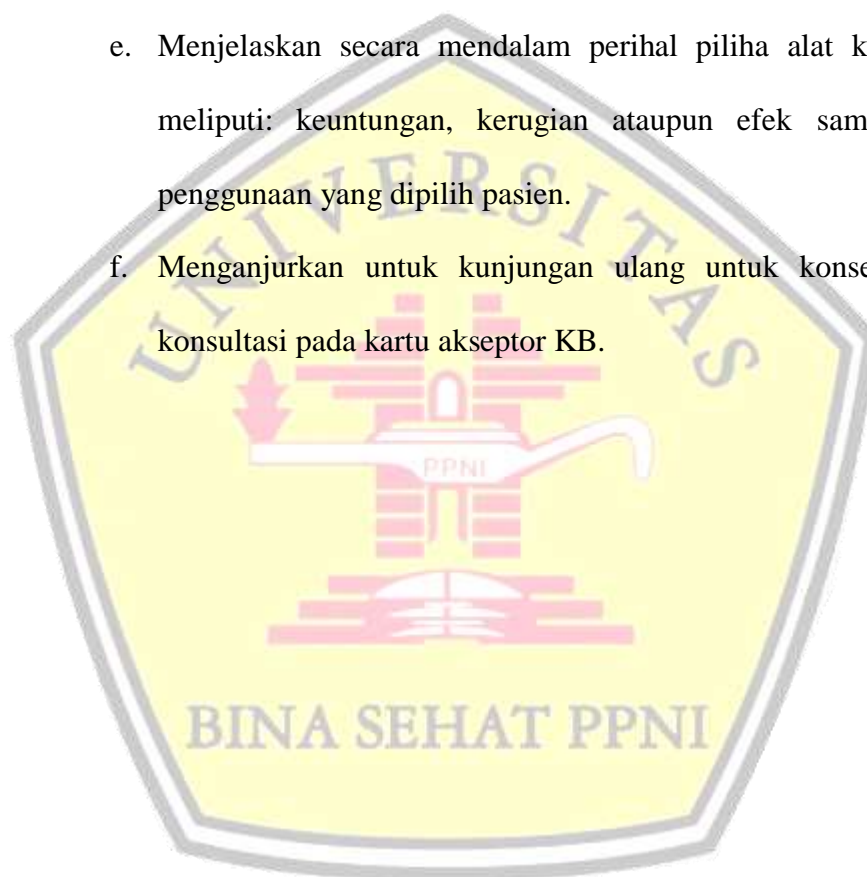 e. Menjelaskan secara mendalam perihal piliha alat k
meliputi: keuntungan, kerugian ataupun efek sam
penggunaan yang dipilih pasien.
f. Menganjurkan untuk kunjungan ulang untuk konse
konsultasi pada kartu akseptor KB.
UNIVERSITAS
PPNI
BINA SEHAT PPNI